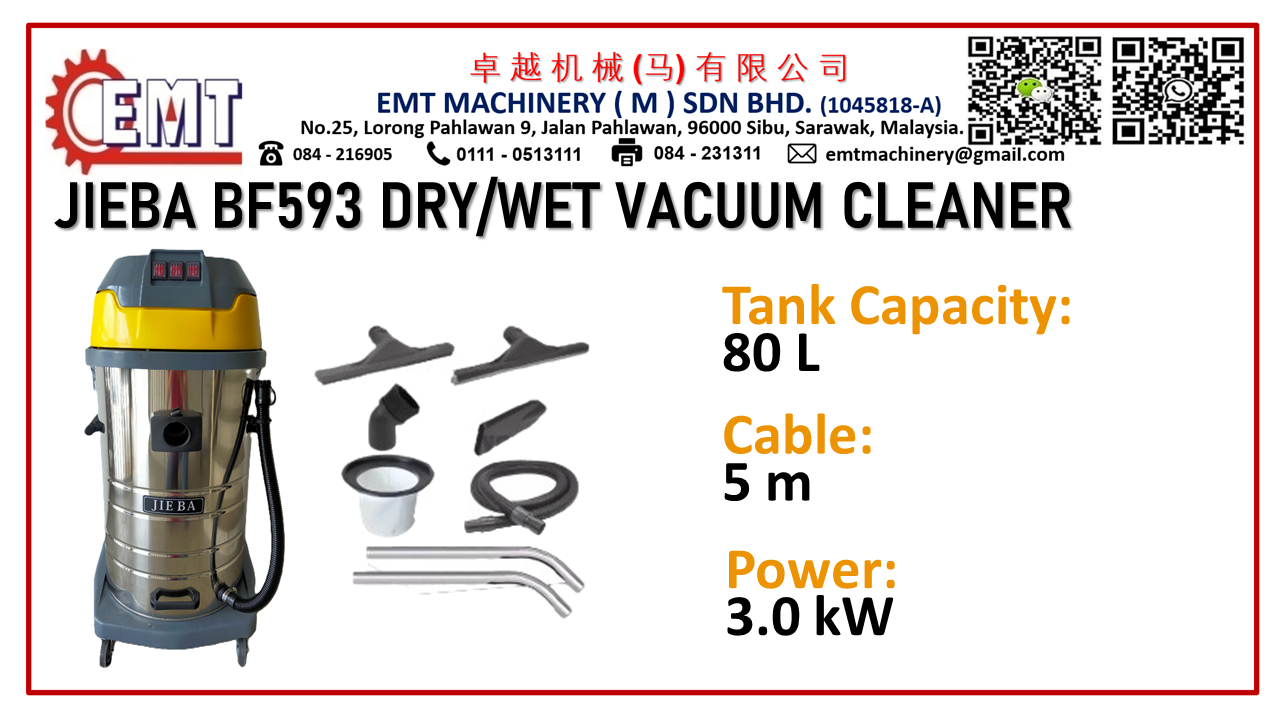 EMT
卓越机械(马)有限公司
EMT MACHINERY ( M ) SDN BHD. (1045818-A)
No.25, Lorong Pahlawan 9, Jalan Pahlawan, 96000 Sibu, Sarawak, Malaysia.
084 - 216905 0111 - 0513111 084 - 231311 emtmachinery@gmail.com
JIEBA BF593 DRY/WET VACUUM CLEANER
JIEBA
Tank Capacity:
80 L
Cable:
5 m
Power:
3.0 kW